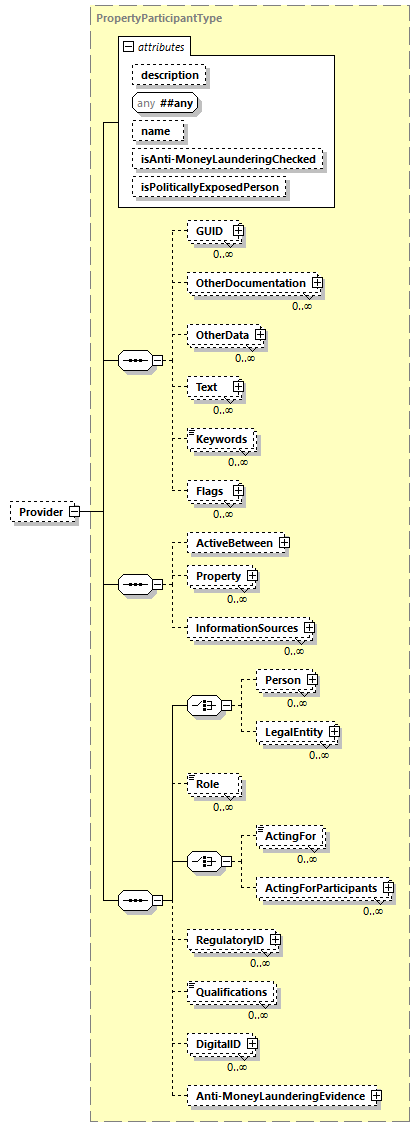 PropertyParticipantType
attributes
description
any ##any
name
isAnti-MoneyLaunderingChecked
isPoliticallyExposedPerson
GUID
0..∞
OtherDocumentation
0..∞
OtherData
0..∞
Text
0..∞
Keywords
0..∞
Flags
0..∞
Provider
ActiveBetween
Property
0..∞
InformationSources
0..∞
Person
0..∞
LegalEntity
0..∞
Role
0..∞
ActingFor
0..∞
ActingForParticipants
0..∞
RegulatoryID
0..∞
Qualifications
0..∞
DigitalID
0..∞
Anti-MoneyLaunderingEvidence